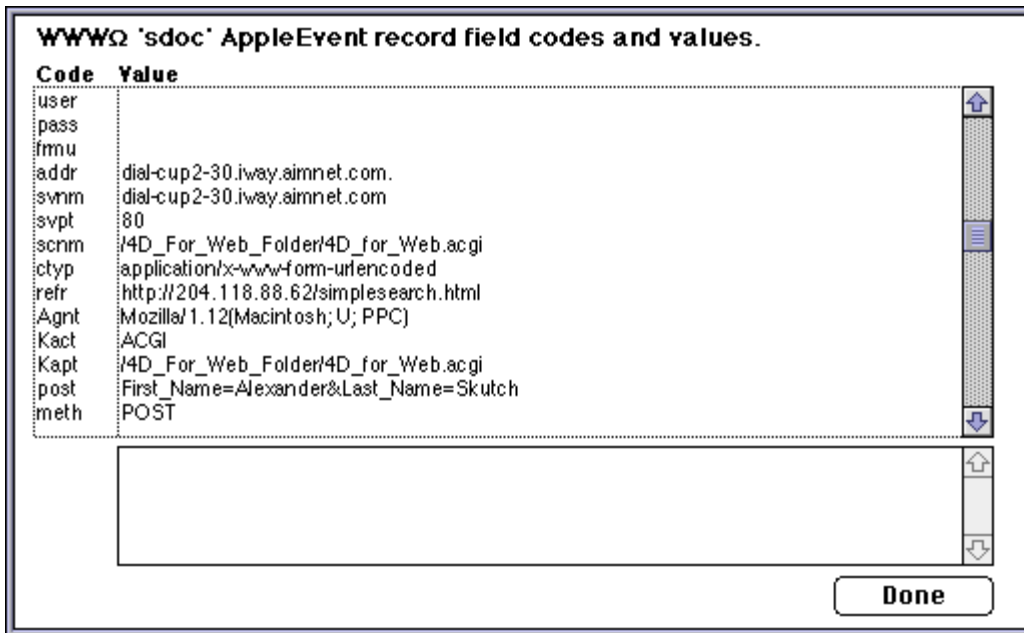 WWWΩ 'sdoc' AppleEvent record field codes and values.
Code Value
user
pass
frmu
addr dial-cup2-30.iway.aimnet.com.
svnm dial-cup2-30.iway.aimnet.com
svpt 80
scnm /4D_For_Web_Folder/4D_for_Web.acgi
ctyp application/x-www-form-urlencoded
refr http://204.118.88.62/simplesearch.html
Agnt Mozilla/1.12(Macintosh; U; PPC)
Kact ACGI
Kapt /4D_For_Web_Folder/4D_for_Web.acgi
post First_Name=Alexander&Last_Name=Skutch
meth POST
Done